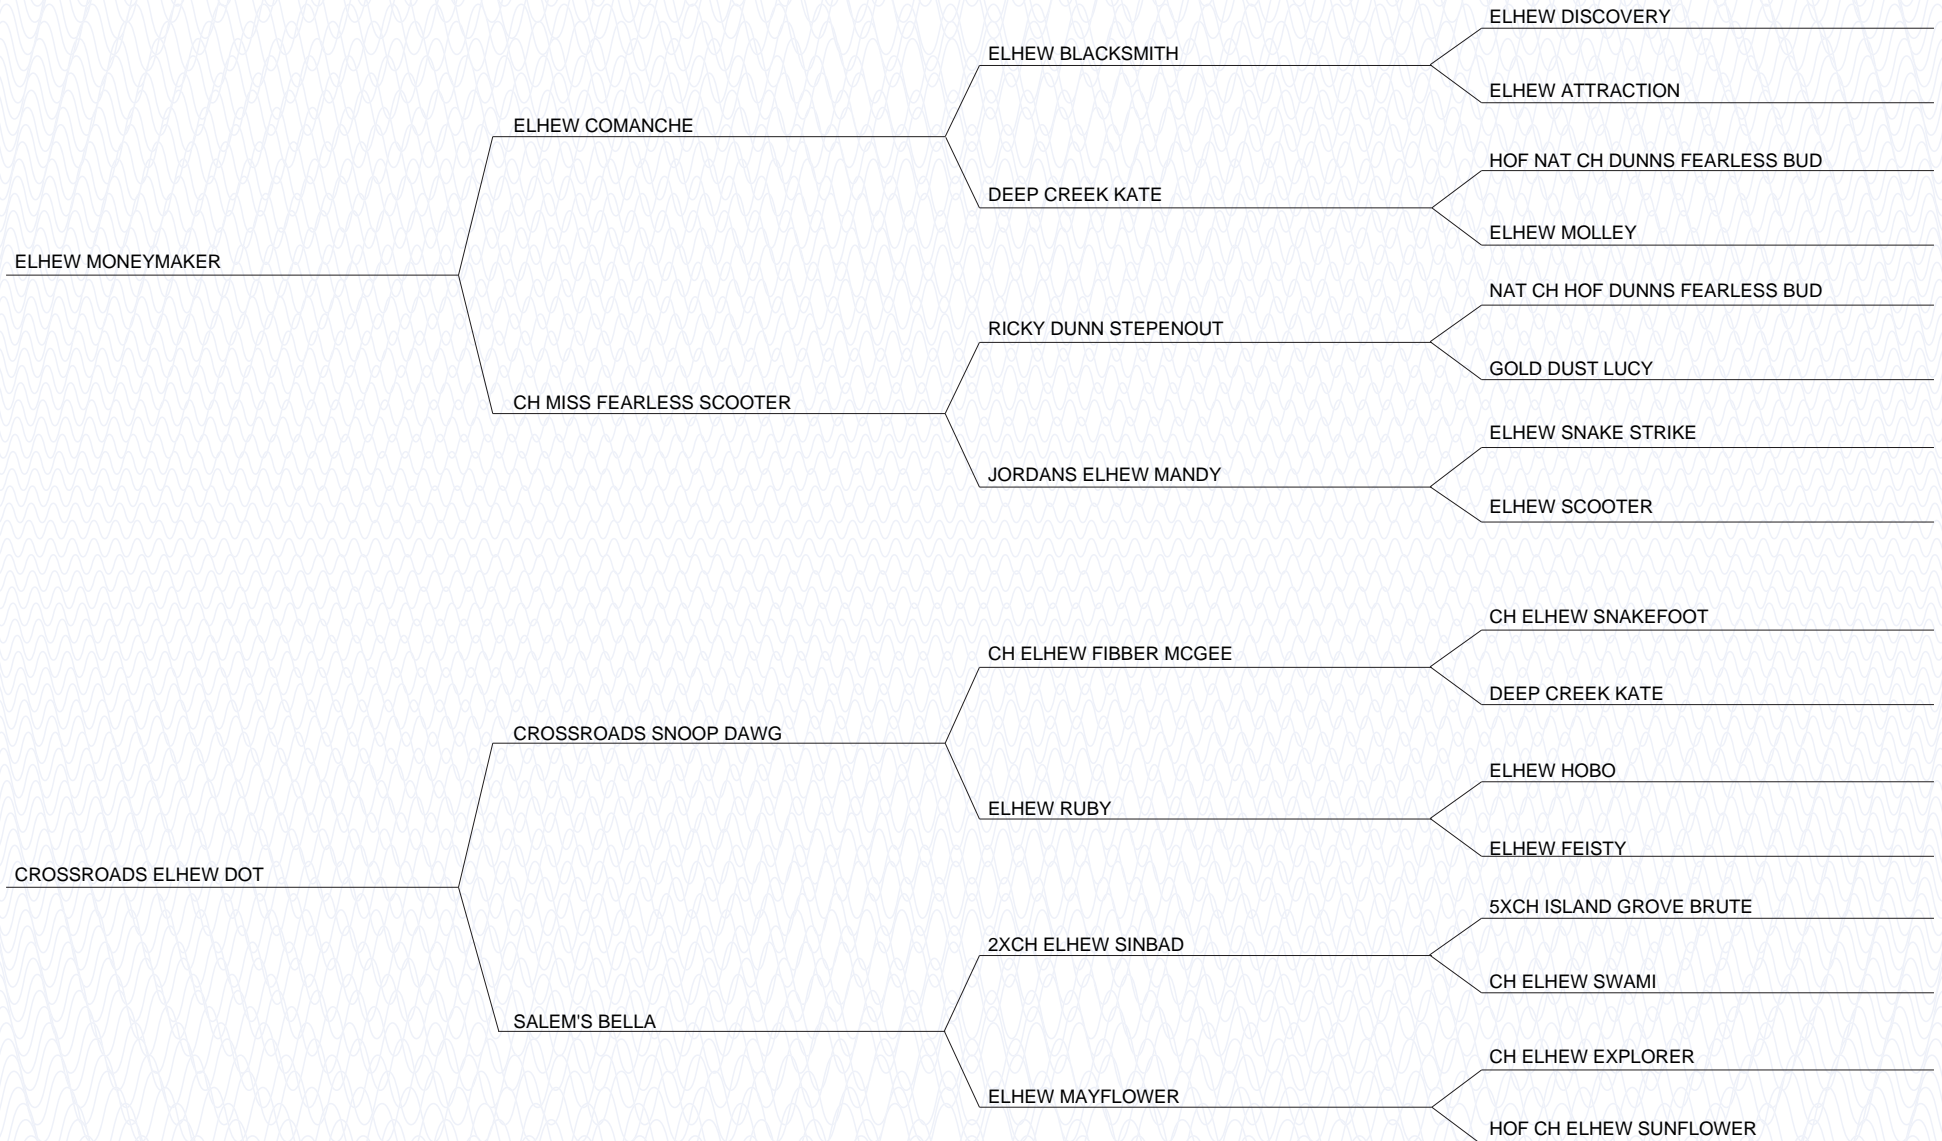 ELHEW DISCOVERY
ELHEW BLACKSMITH
ELHEW ATTRACTION
ELHEW COMANCHE
HOF NAT CH DUNNS FEARLESS BUD
DEEP CREEK KATE
ELHEW MOLLEY
ELHEW MONEYMAKER
NAT CH HOF DUNNS FEARLESS BUD
RICKY DUNN STEPENOUT
GOLD DUST LUCY
CH MISS FEARLESS SCOOTER
ELHEW SNAKE STRIKE
JORDANS ELHEW MANDY
ELHEW SCOOTER
CH ELHEW SNAKEFOOT
CH ELHEW FIBBER MCGEE
DEEP CREEK KATE
CROSSROADS SNOOP DAWG
ELHEW HOBO
ELHEW RUBY
ELHEW FEISTY
CROSSROADS ELHEW DOT
5XCH ISLAND GROVE BRUTE
2XCH ELHEW SINBAD
CH ELHEW SWAMI
SALEM'S BELLA
CH ELHEW EXPLORER
ELHEW MAYFLOWER
HOF CH ELHEW SUNFLOWER